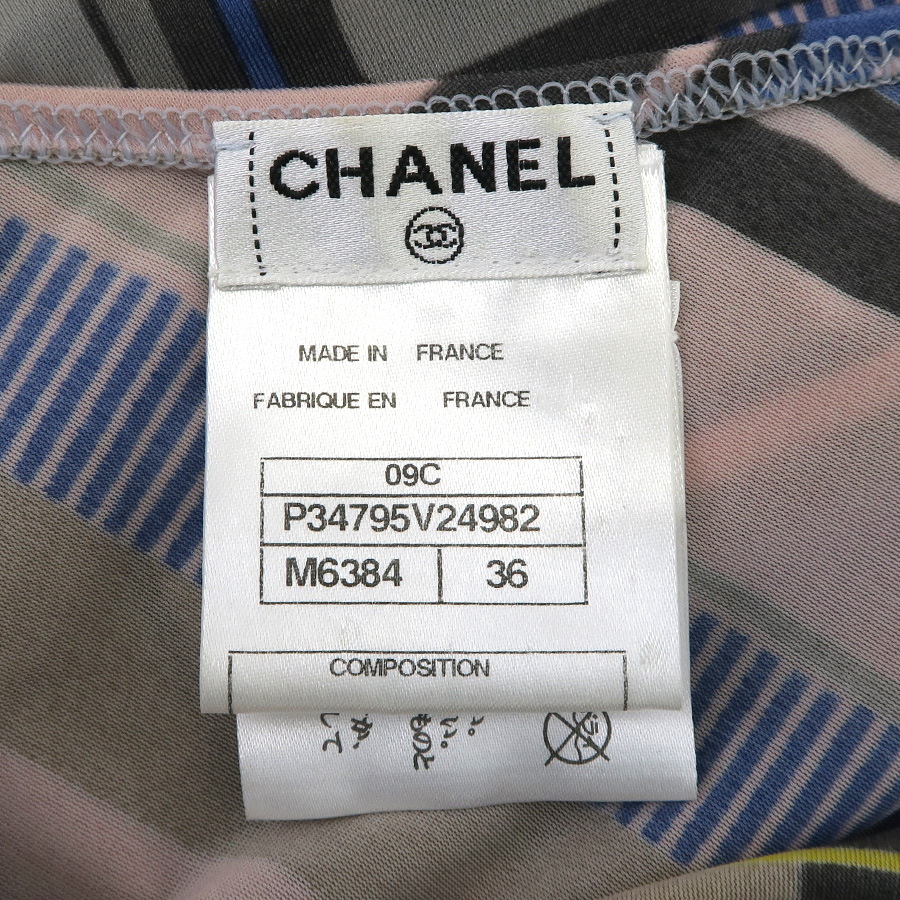 CHANEL
MADE IN FRANCE
FABRIQUE EN FRANCE
09C
P34795V24982
M6384 36
COMPOSITION